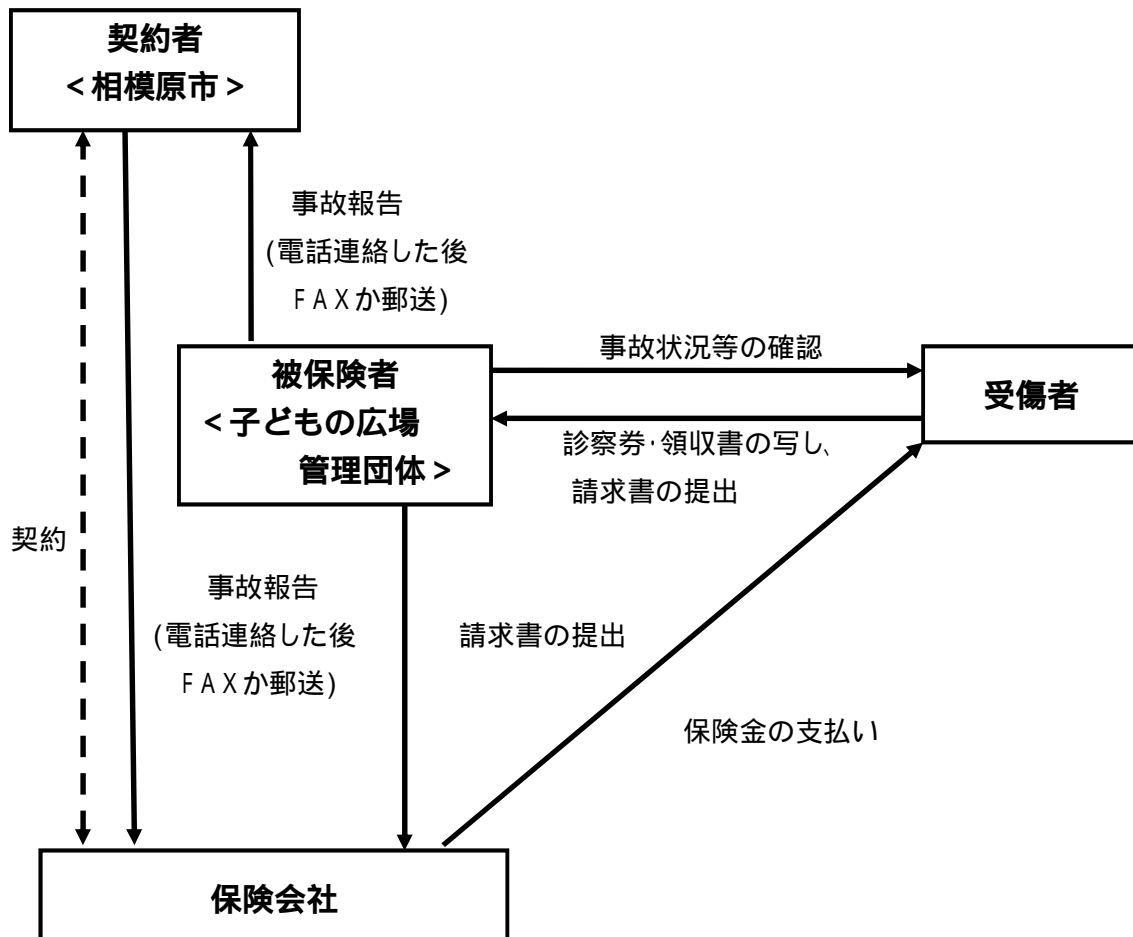 契約者
<相模原市>
事故報告
(電話連絡した後
FAXか郵送)
被保険者
<子どもの広場
管理団体>
事故状況等の確認
受傷者
診察券･領収書の写し、
請求書の提出
契約
事故報告
(電話連絡した後
FAXか郵送)
請求書の提出
保険金の支払い
保険会社